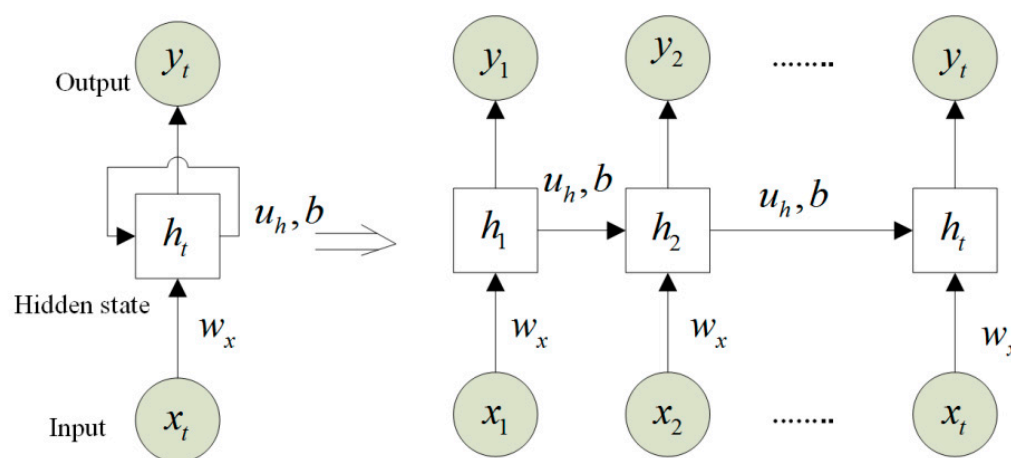 Output
y_t
u_h, b
h_t
Hidden state
w_x
Input
x_t
y_1
y_2
........
y_t
u_h, b
u_h, b
h_1
h_2
h_t
w_x
w_x
w_x
x_1
x_2
........
x_t